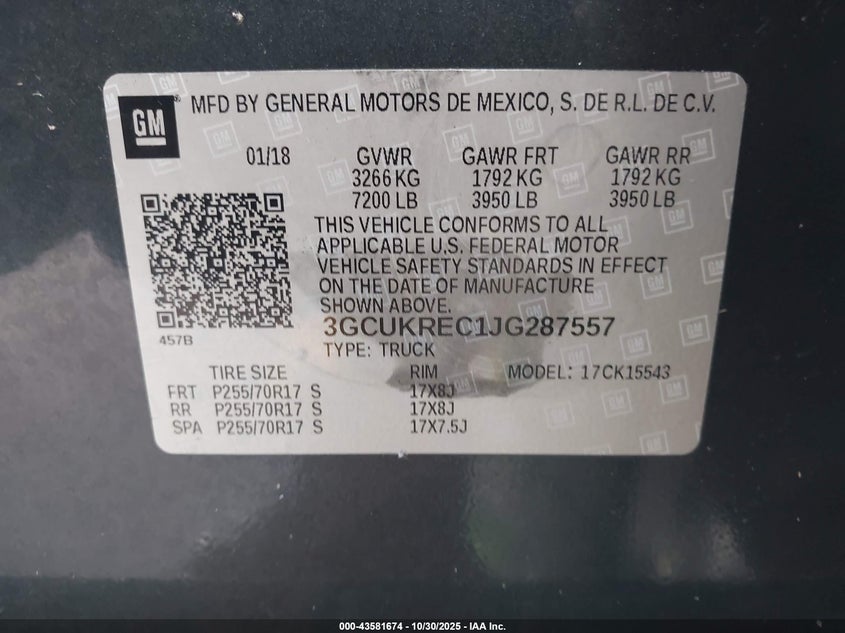 GM
MFD BY GENERAL MOTORS DE MEXICO, S. DE R.L. DE C.V.
01/18 GVWR GAWR FRT GAWR RR
3266 KG 1792 KG 1792 KG
7200 LB 3950 LB 3950 LB
THIS VEHICLE CONFORMS TO ALL
APPLICABLE U.S. FEDERAL MOTOR
VEHICLE SAFETY STANDARDS IN EFFECT
ON THE DATE OF MANUFACTURE
SHOWN ABOVE.
3GCUKREC1JG287557
457B
TYPE: TRUCK
TIRE SIZE RIM MODEL: 17CK15543
FRT P255/70R17 S 17X8J
RR P255/70R17 S 17X8J
SPA P255/70R17 S 17X7.5J
000-43581674 - 10/30/2025 - IAA Inc.